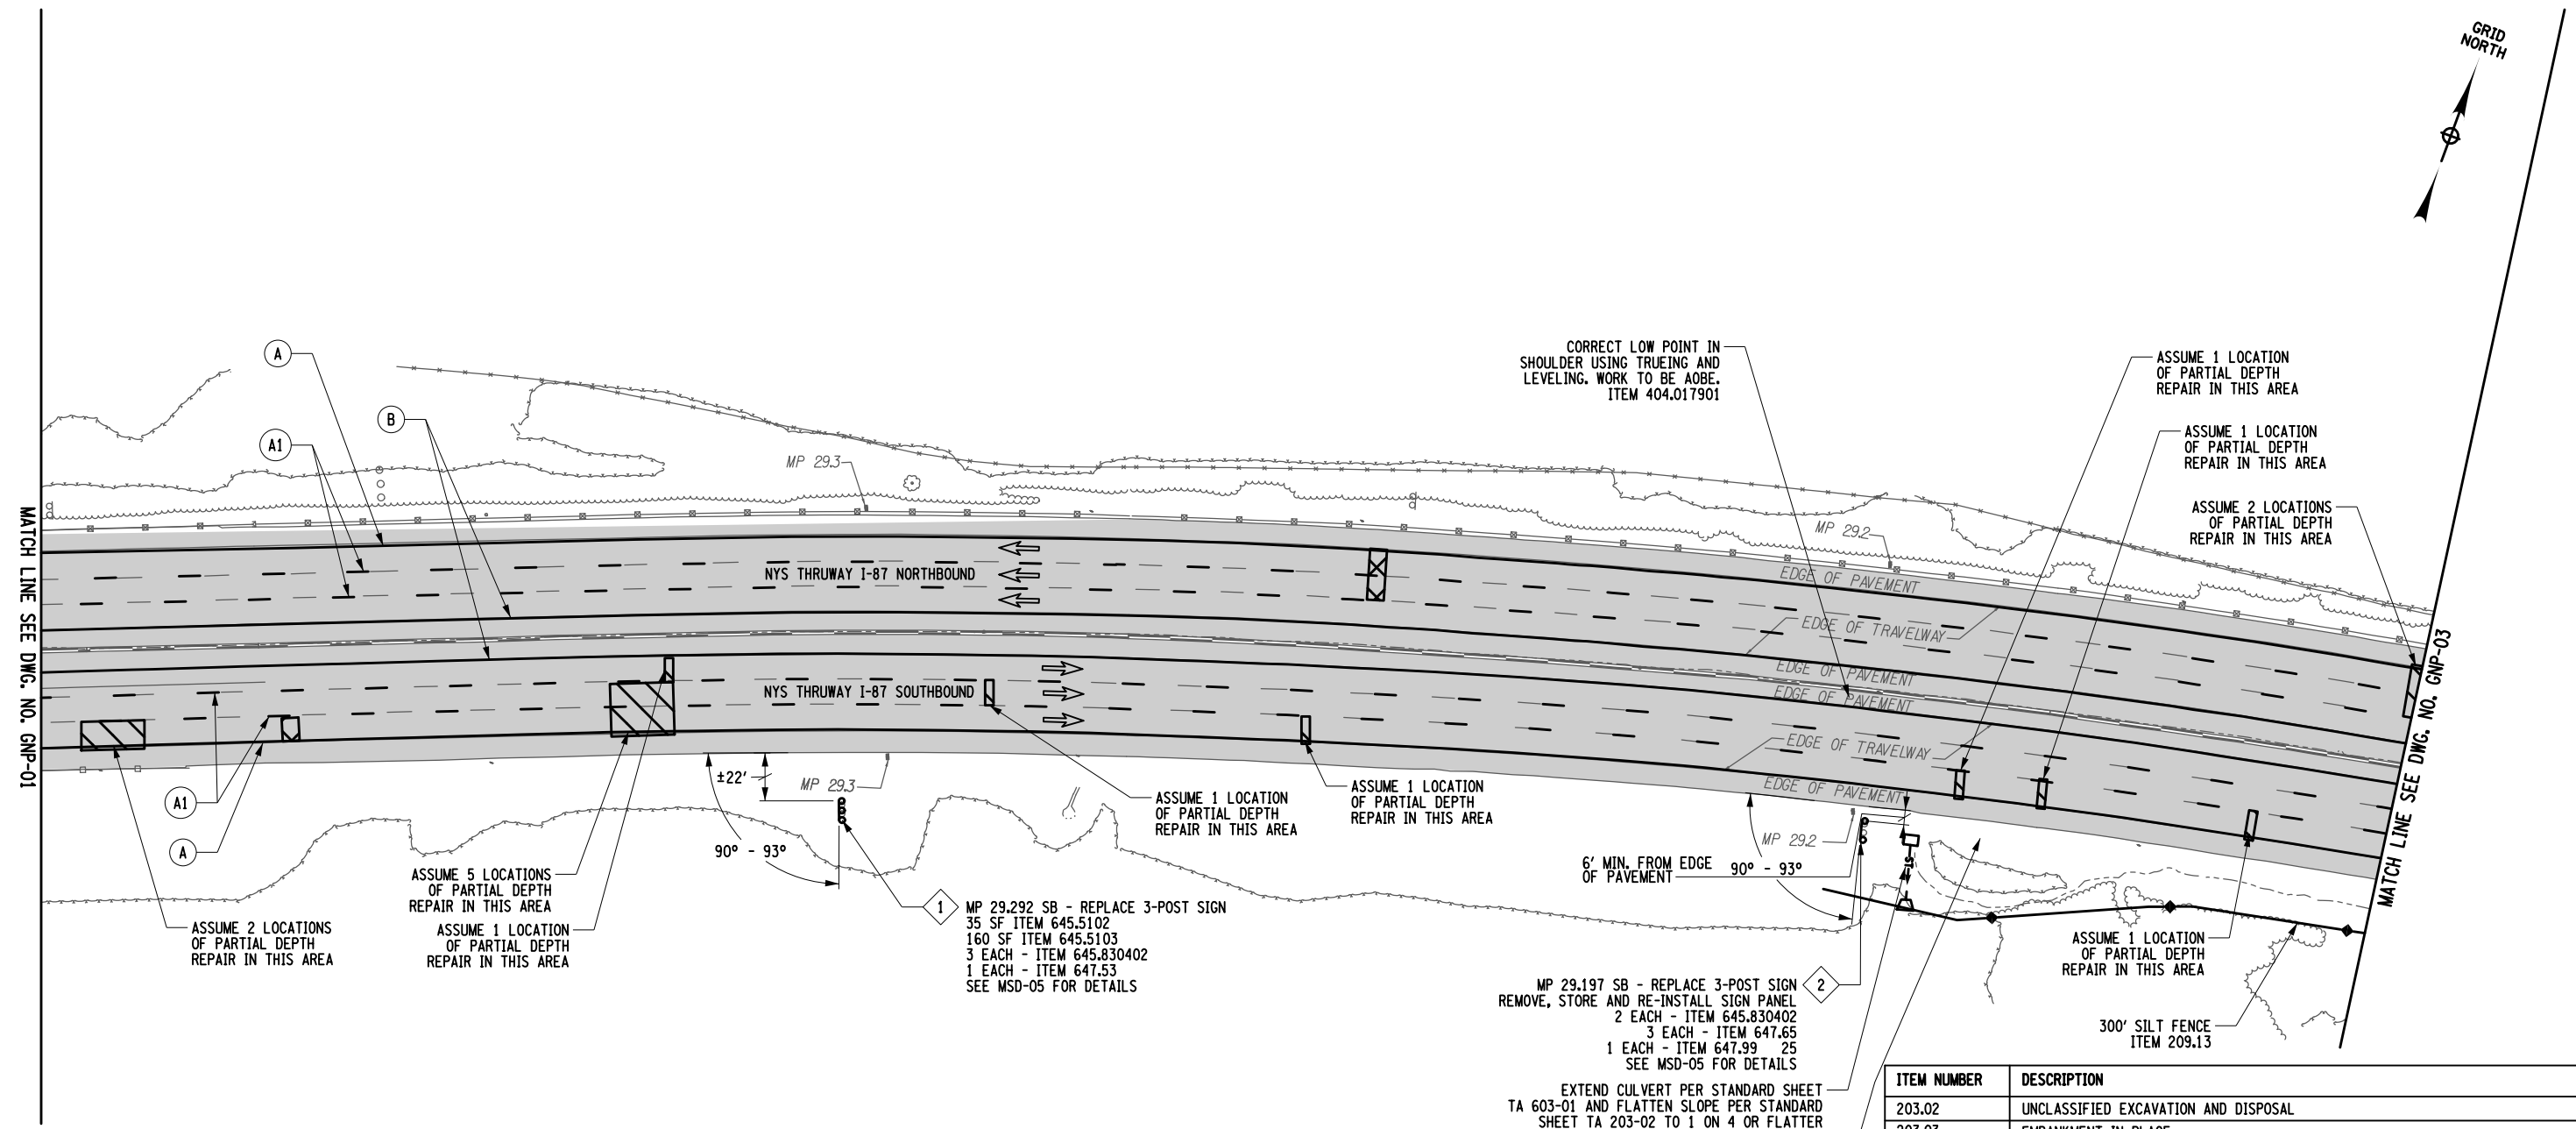 GRID
NORTH
MATCH LINE SEE DWG. NO. GNP-01
A
B
A1
MP 29.3
NYS THRUWAY I-87 NORTHBOUND
NYS THRUWAY I-87 SOUTHBOUND
CORRECT LOW POINT IN
SHOULDER USING TRUEING AND
LEVELING. WORK TO BE AOBE.
ITEM 404.017901
ASSUME 1 LOCATION
OF PARTIAL DEPTH
REPAIR IN THIS AREA
ASSUME 1 LOCATION
OF PARTIAL DEPTH
REPAIR IN THIS AREA
ASSUME 2 LOCATIONS
OF PARTIAL DEPTH
REPAIR IN THIS AREA
MP 29.2
EDGE OF PAVEMENT
EDGE OF TRAVELWAY
EDGE OF PAVEMENT
EDGE OF PAVEMENT
EDGE OF TRAVELWAY
EDGE OF PAVEMENT
MATCH LINE SEE DWG. NO. GNP-03
A1
A
±22'
MP 29.3
90° - 93°
ASSUME 2 LOCATIONS
OF PARTIAL DEPTH
REPAIR IN THIS AREA
ASSUME 5 LOCATIONS
OF PARTIAL DEPTH
REPAIR IN THIS AREA
ASSUME 1 LOCATION
OF PARTIAL DEPTH
REPAIR IN THIS AREA
1
MP 29.292 SB - REPLACE 3-POST SIGN
35 SF ITEM 645.5102
160 SF ITEM 645.5103
3 EACH - ITEM 645.830402
1 EACH - ITEM 647.53
SEE MSD-05 FOR DETAILS
ASSUME 1 LOCATION
OF PARTIAL DEPTH
REPAIR IN THIS AREA
ASSUME 1 LOCATION
OF PARTIAL DEPTH
REPAIR IN THIS AREA
MP 29.2
6' MIN. FROM EDGE
OF PAVEMENT
90° - 93°
ST
2
MP 29.197 SB - REPLACE 3-POST SIGN
REMOVE, STORE AND RE-INSTALL SIGN PANEL
2 EACH - ITEM 645.830402
3 EACH - ITEM 647.65
1 EACH - ITEM 647.99 25
SEE MSD-05 FOR DETAILS
EXTEND CULVERT PER STANDARD SHEET
TA 603-01 AND FLATTEN SLOPE PER STANDARD
SHEET TA 203-02 TO 1 ON 4 OR FLATTER
ASSUME 1 LOCATION
OF PARTIAL DEPTH
REPAIR IN THIS AREA
300' SILT FENCE
ITEM 209.13
ITEM NUMBER DESCRIPTION
203.02 UNCLASSIFIED EXCAVATION AND DISPOSAL